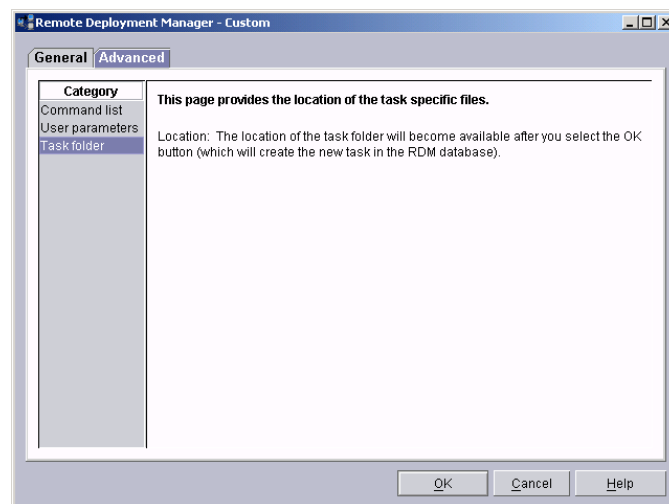 Remote Deployment Manager - Custom
General Advanced
Category
Command list
User parameters
Task folder
This page provides the location of the task specific files.
Location: The location of the task folder will become available after you select the OK
button (which will create the new task in the RDM database).
OK Cancel Help